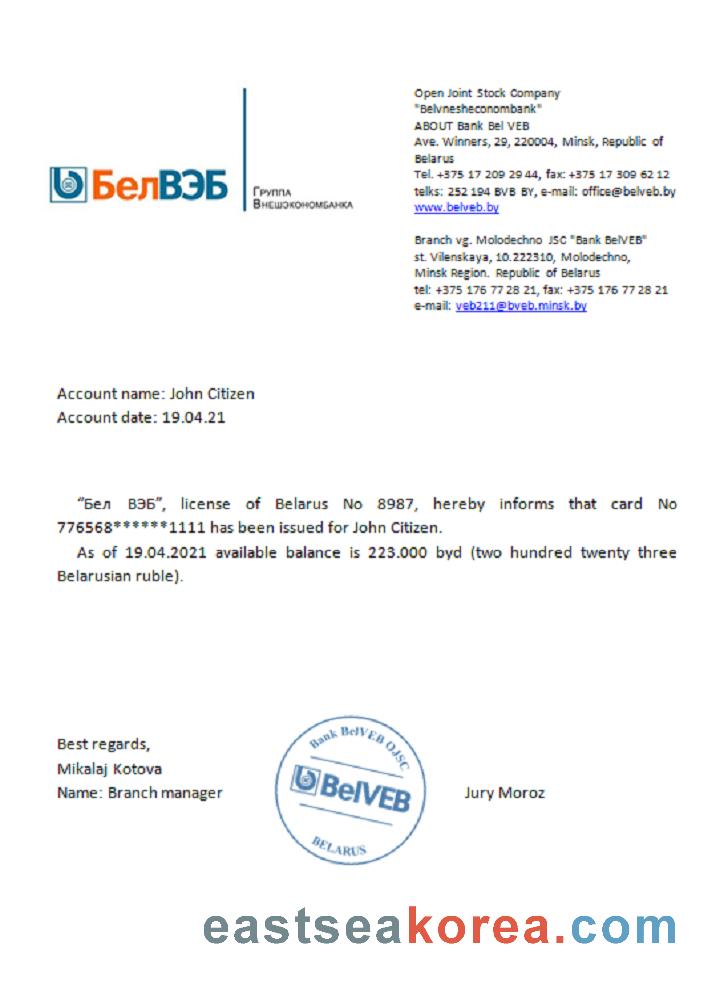 БелВЭБ
Группа
Внешэкономбанка
Open Joint Stock Company
"Belvnesheconombank"
ABOUT Bank Bel VEB
Ave. Winners, 29, 220004, Minsk, Republic of
Belarus
Tel. +375 17 209 29 44, fax: +375 17 309 62 12
telks: 252 194 BVB BY, e-mail: office@belveb.by
www.belveb.by
Branch vg. Molodechno JSC "Bank BelVEB"
st. Vilenskaya, 10.222310, Molodechno,
Minsk Region. Republic of Belarus
tel: +375 176 77 28 21, fax: +375 176 77 28 21
e-mail: veb211@bveb.minsk.by
Account name: John Citizen
Account date: 19.04.21
“Бел ВЭБ”, license of Belarus No 8987, hereby informs that card No
776568******1111 has been issued for John Citizen.
As of 19.04.2021 available balance is 223.000 byd (two hundred twenty three
Belarusian ruble).
Best regards,
Mikalaj Kotova
Name: Branch manager
Bank BelVEB OJSC
BelVEB
BELARUS
Jury Moroz
eastseakorea.com